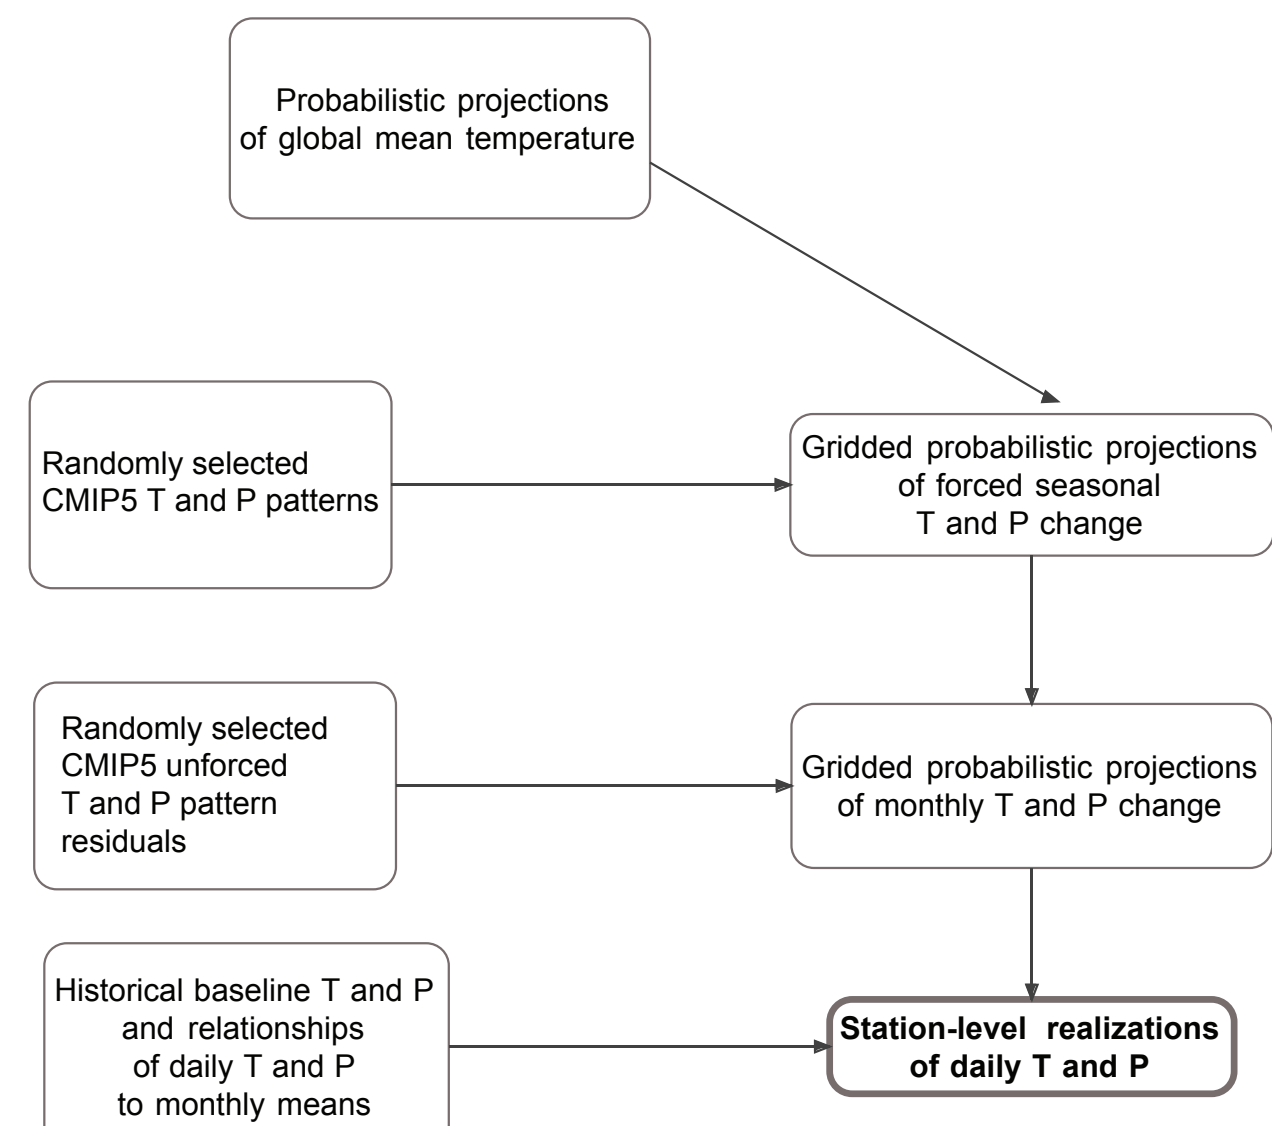 Probabilistic projections
of global mean temperature
Randomly selected
CMIP5 T and P patterns
Gridded probabilistic projections
of forced seasonal
T and P change
Randomly selected
CMIP5 unforced
T and P pattern
residuals
Gridded probabilistic projections
of monthly T and P change
Historical baseline T and P
and relationships
of daily T and P
to monthly means
Station-level realizations
of daily T and P